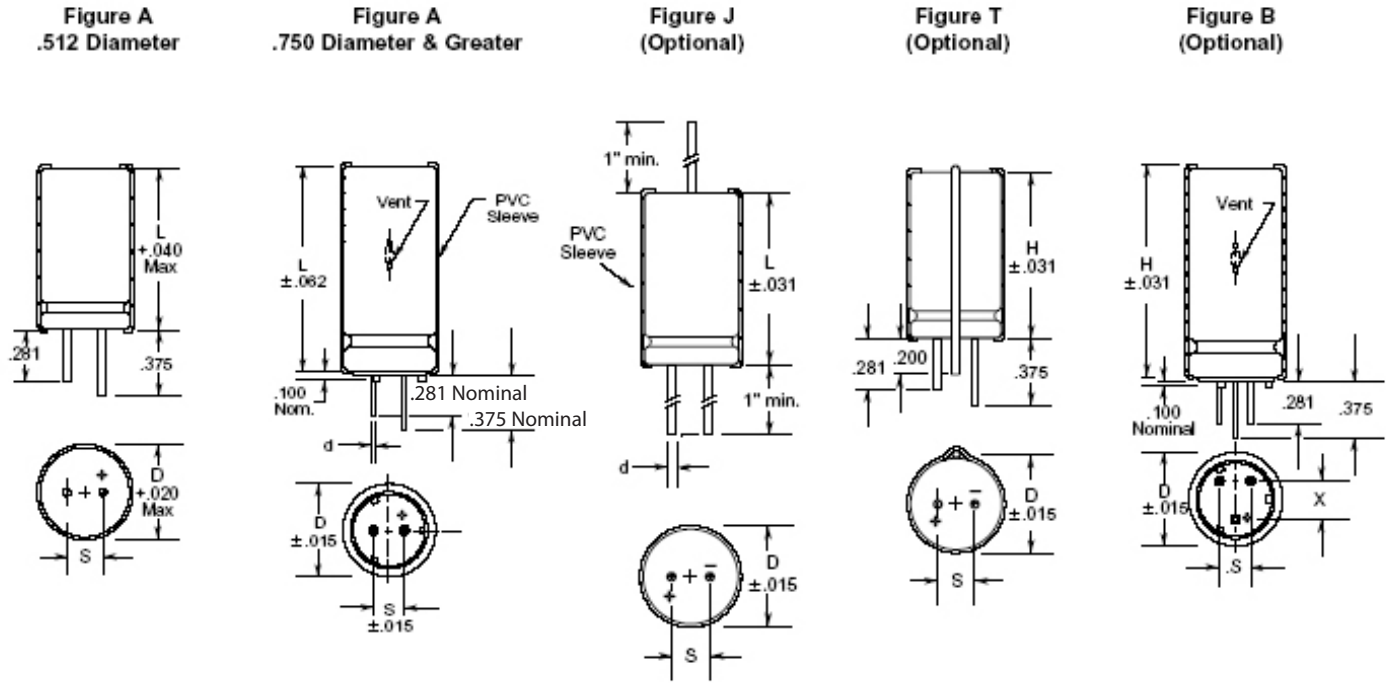 Figure A
.512 Diameter
L
+.040
Max
.281
.375
+
+
D
+.020
Max
S
Figure A
.750 Diameter & Greater
Vent
PVC
Sleeve
L
±.062
.100
Nom.
.281 Nominal
.375 Nominal
d
D
±.015
+
+
S
±.015
Figure J
(Optional)
1" min.
PVC
Sleeve
L
±.031
1" min.
d
+
−
+
D
±.015
S
Figure T
(Optional)
H
±.031
.281
.200
.375
+
−
+
D
±.015
S
Figure B
(Optional)
Vent
H
±.031
.100
Nominal
.281
.375
D
±.015
X
+
.S